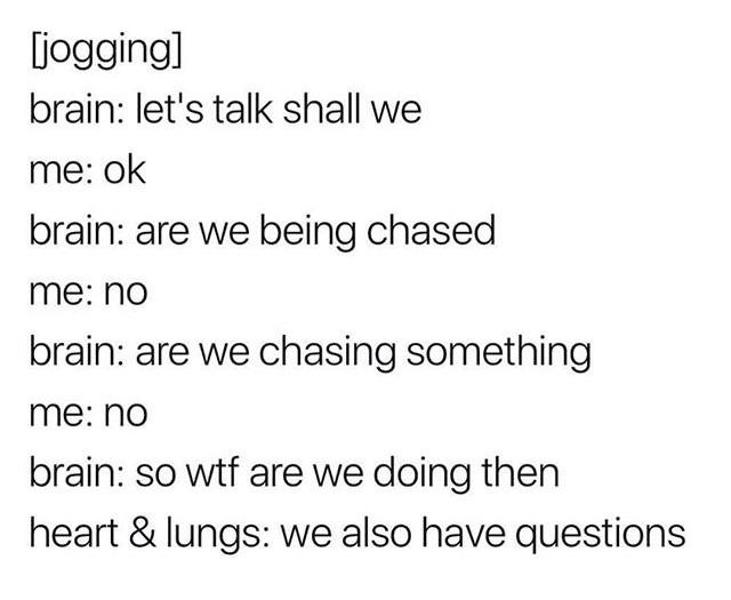 [jogging]
brain: let's talk shall we
me: ok
brain: are we being chased
me: no
brain: are we chasing something
me: no
brain: so wtf are we doing then
heart & lungs: we also have questions